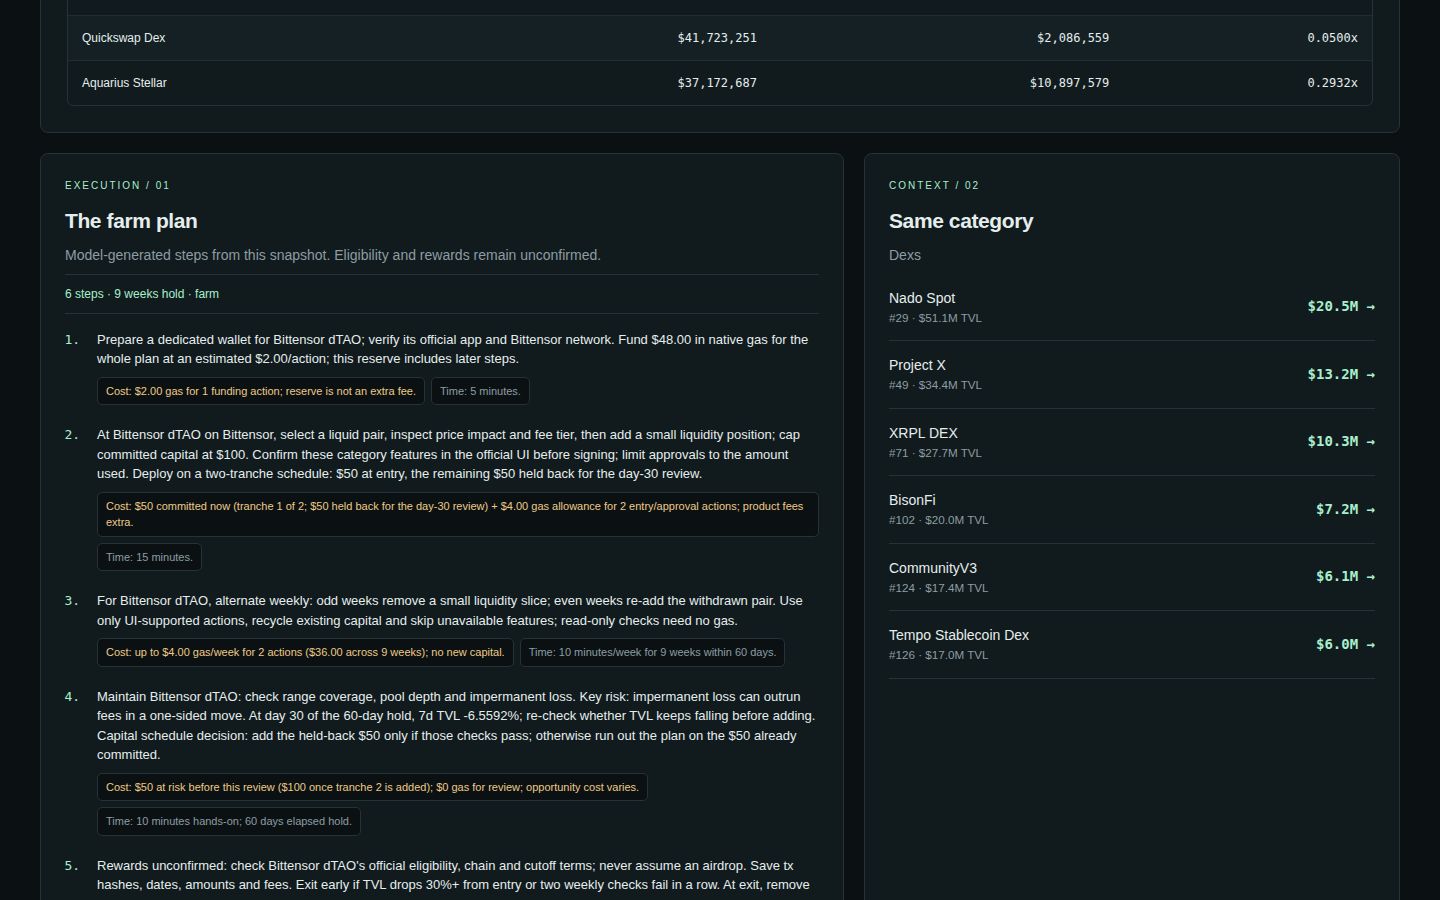 Quickswap Dex $41,723,251 $2,086,559 0.0500x
Aquarius Stellar $37,172,687 $10,897,579 0.2932x
EXECUTION / 01
The farm plan
Model-generated steps from this snapshot. Eligibility and rewards remain unconfirmed.
6 steps · 9 weeks hold · farm
1. Prepare a dedicated wallet for Bittensor dTAO; verify its official app and Bittensor network. Fund $48.00 in native gas for the
whole plan at an estimated $2.00/action; this reserve includes later steps.
Cost: $2.00 gas for 1 funding action; reserve is not an extra fee. Time: 5 minutes.
2. At Bittensor dTAO on Bittensor, select a liquid pair, inspect price impact and fee tier, then add a small liquidity position; cap
committed capital at $100. Confirm these category features in the official UI before signing; limit approvals to the amount
used. Deploy on a two-tranche schedule: $50 at entry, the remaining $50 held back for the day-30 review.
Cost: $50 committed now (tranche 1 of 2; $50 held back for the day-30 review) + $4.00 gas allowance for 2 entry/approval actions; product fees
extra.
Time: 15 minutes.
3. For Bittensor dTAO, alternate weekly: odd weeks remove a small liquidity slice; even weeks re-add the withdrawn pair. Use
only UI-supported actions, recycle existing capital and skip unavailable features; read-only checks need no gas.
Cost: up to $4.00 gas/week for 2 actions ($36.00 across 9 weeks); no new capital. Time: 10 minutes/week for 9 weeks within 60 days.
4. Maintain Bittensor dTAO: check range coverage, pool depth and impermanent loss. Key risk: impermanent loss can outrun
fees in a one-sided move. At day 30 of the 60-day hold, 7d TVL -6.5592%; re-check whether TVL keeps falling before adding.
Capital schedule decision: add the held-back $50 only if those checks pass; otherwise run out the plan on the $50 already
committed.
Cost: $50 at risk before this review ($100 once tranche 2 is added); $0 gas for review; opportunity cost varies.
Time: 10 minutes hands-on; 60 days elapsed hold.
5. Rewards unconfirmed: check Bittensor dTAO's official eligibility, chain and cutoff terms; never assume an airdrop. Save tx
hashes, dates, amounts and fees. Exit early if TVL drops 30%+ from entry or two weekly checks fail in a row. At exit, remove
CONTEXT / 02
Same category
Dexs
Nado Spot
#29 · $51.1M TVL
$20.5M →
Project X
#49 · $34.4M TVL
$13.2M →
XRPL DEX
#71 · $27.7M TVL
$10.3M →
BisonFi
#102 · $20.0M TVL
$7.2M →
CommunityV3
#124 · $17.4M TVL
$6.1M →
Tempo Stablecoin Dex
#126 · $17.0M TVL
$6.0M →